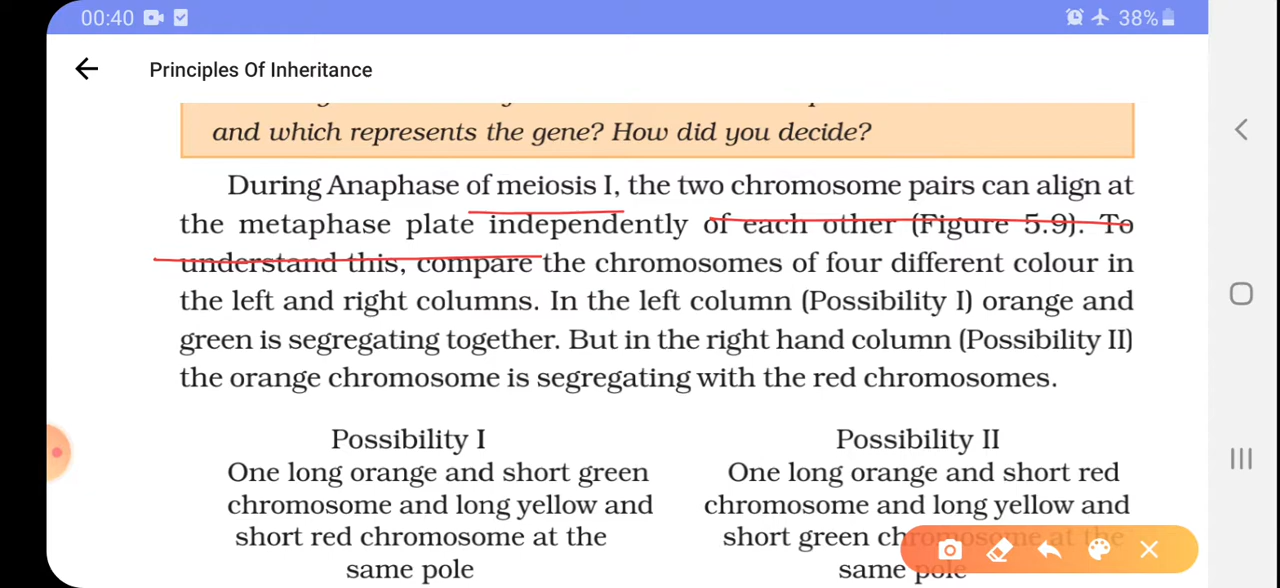 00:40
38%
Principles Of Inheritance
and which represents the gene? How did you decide?
During Anaphase of meiosis I, the two chromosome pairs can align at
the metaphase plate independently of each other (Figure 5.9). To
understand this, compare the chromosomes of four different colour in
the left and right columns. In the left column (Possibility I) orange and
green is segregating together. But in the right hand column (Possibility II)
the orange chromosome is segregating with the red chromosomes.
Possibility I
One long orange and short green
chromosome and long yellow and
short red chromosome at the
same pole
Possibility II
One long orange and short red
chromosome and long yellow and
short green chromosome at the
same pole